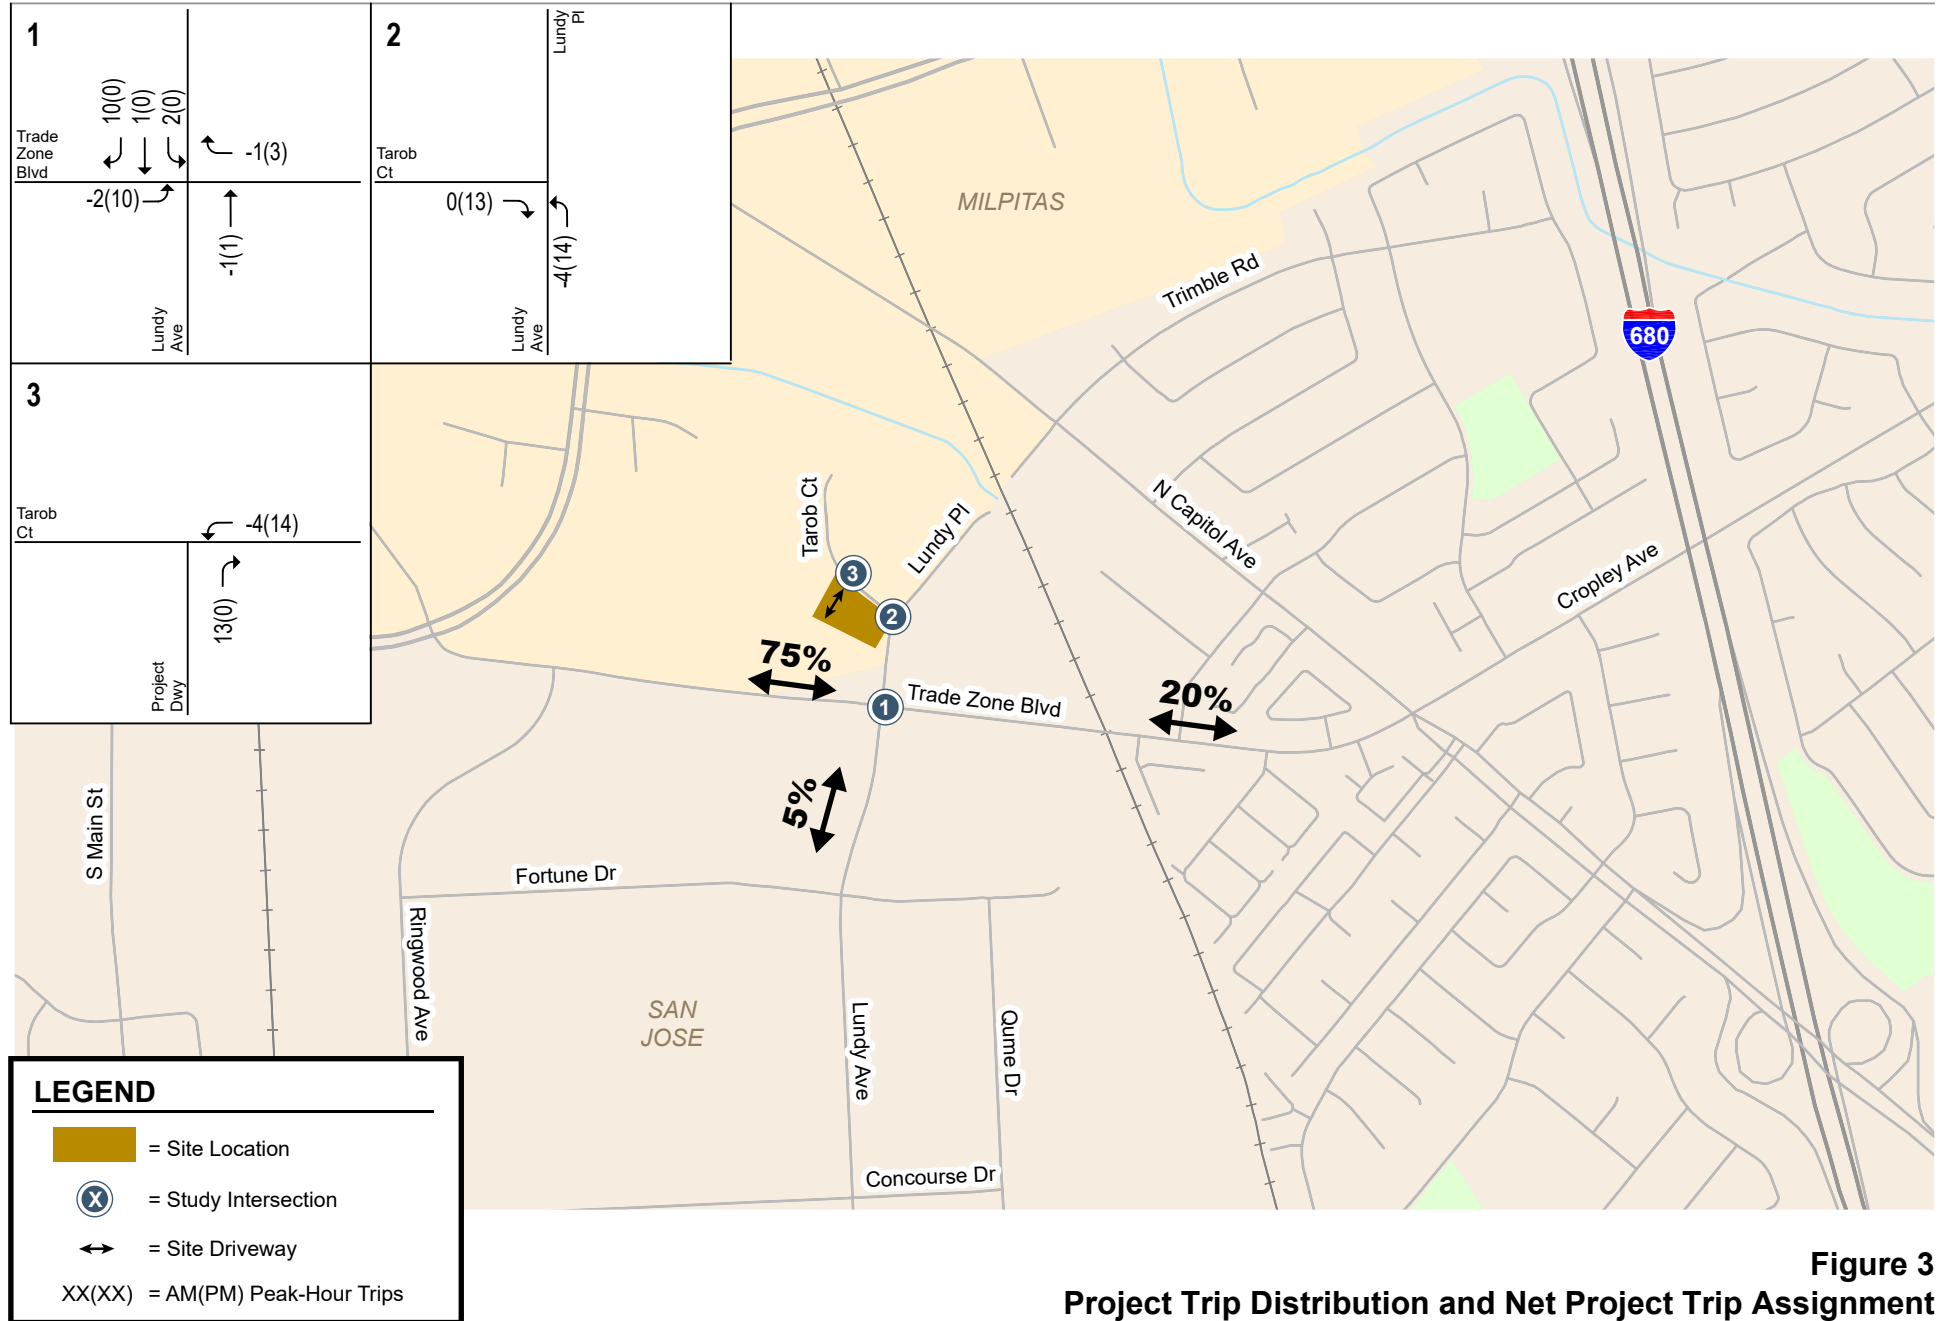 1
10(0)
1(0)
2(0)
Trade
Zone
Blvd
-1(3)
-2(10)
-1(1)
Lundy
Ave
2
Lundy
Pl
Tarob
Ct
0(13)
-4(14)
Lundy
Ave
3
Tarob
Ct
-4(14)
13(0)
Project
Dwy
MILPITAS
Trimble Rd
680
Tarob Ct
Lundy Pl
N Capitol Ave
Cropley Ave
3
2
75%
1
Trade Zone Blvd
20%
5%
S Main St
Fortune Dr
Ringwood Ave
SAN
JOSE
Lundy Ave
Qume Dr
Concourse Dr
LEGEND
= Site Location
X = Study Intersection
= Site Driveway
XX(XX) = AM(PM) Peak-Hour Trips
Figure 3
Project Trip Distribution and Net Project Trip Assignment